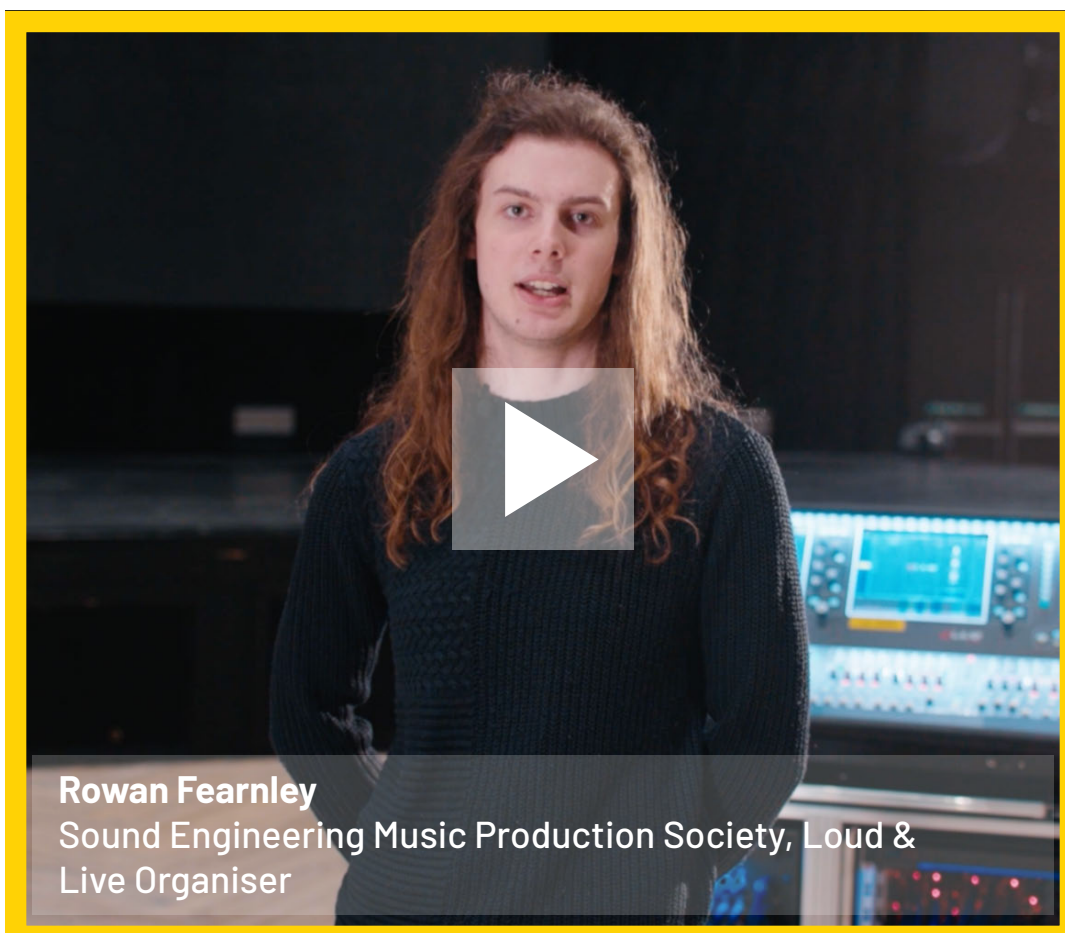 Rowan Fearnley
Sound Engineering Music Production Society, Loud &
Live Organiser